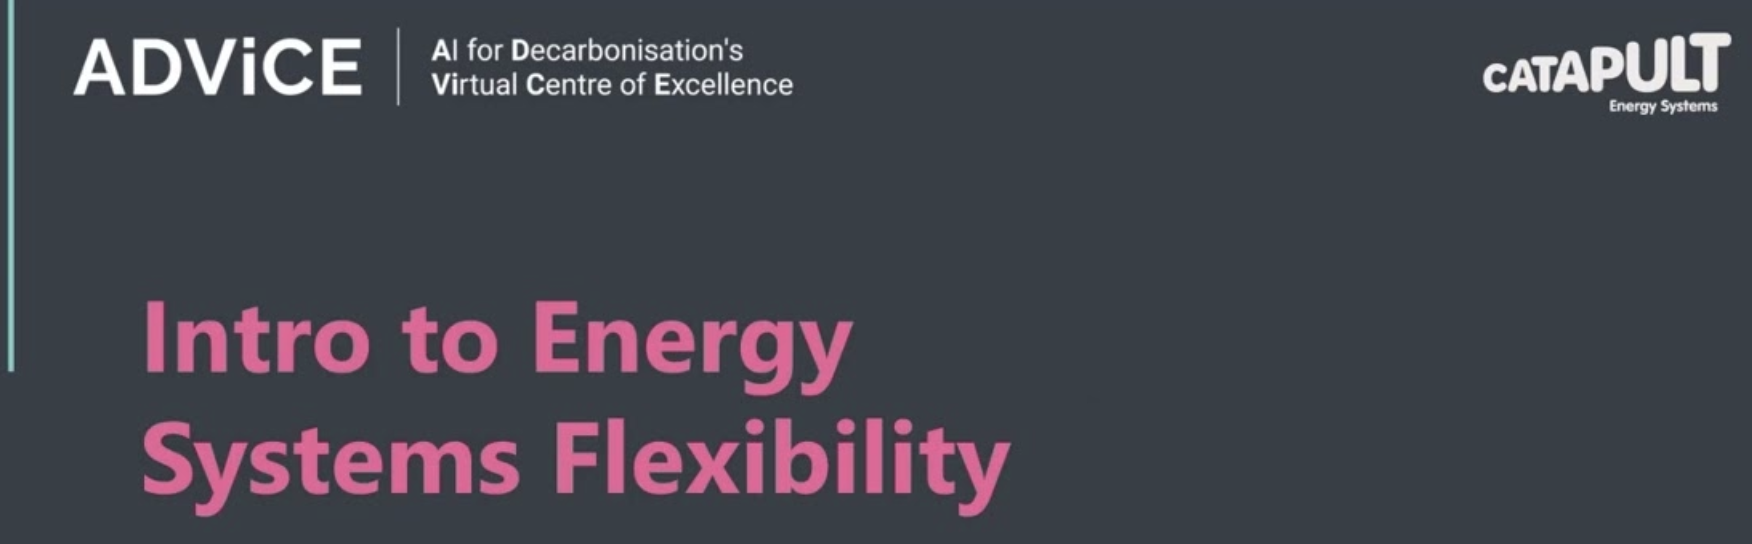 ADViCE
AI for Decarbonisation's
Virtual Centre of Excellence
CATAPULT
Energy Systems
Intro to Energy
Systems Flexibility